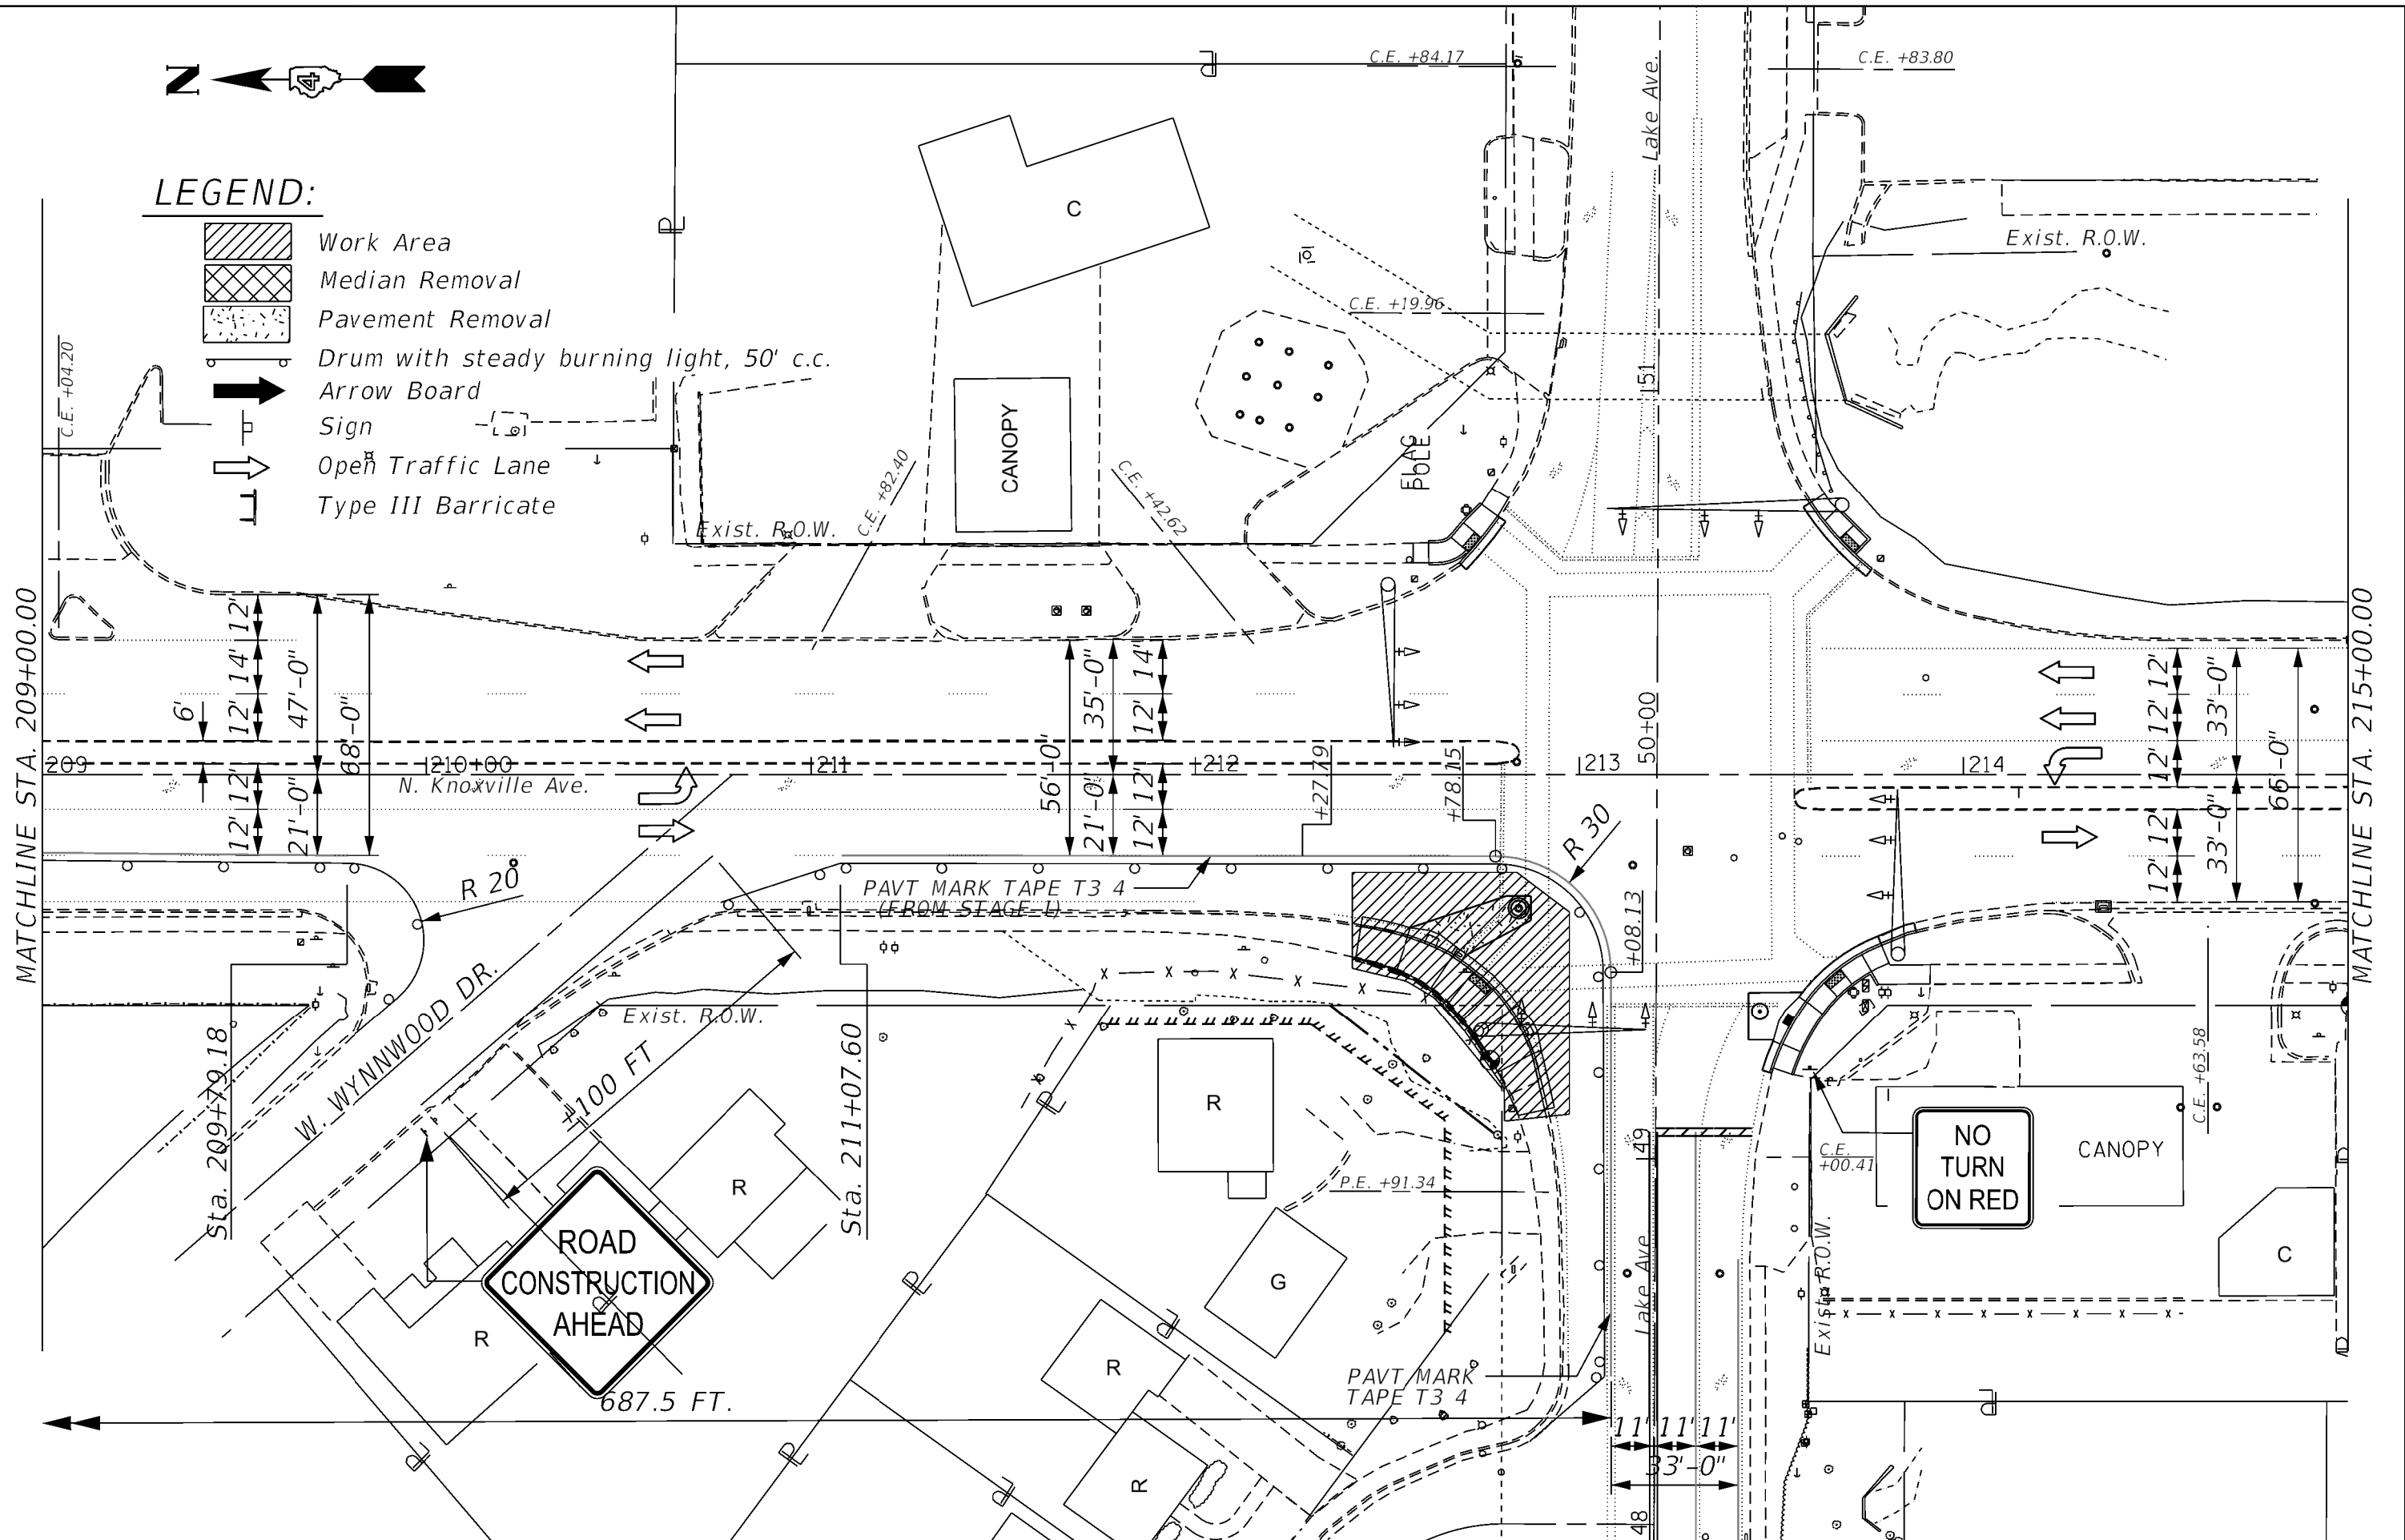 N
4
LEGEND:
Work Area
Median Removal
Pavement Removal
Drum with steady burning light, 50' c.c.
Arrow Board
Sign
Open Traffic Lane
Type III Barricate
C.E. +04.20
C.E. +84.17
C.E. +83.80
Lake Ave.
C
Exist. R.O.W.
C.E. +19.96
CANOPY
FLAG
POLE
51
C.E. +82.40
C.E. +42.62
Exist. R.O.W.
MATCHLINE STA. 209+00.00
MATCHLINE STA. 215+00.00
12'
14'
12'
6'
12'
12'
47'-0"
21'-0"
68'-0"
56'-0'
35'-0"
21'-0"
14"
12'
12'
12'
209
210+00
211
212
213
214
N. Knoxville Ave.
+27.79
+78.15
50+00
12'
12'
12'
12'
12'
33'-0"
33'-0"
66'-0"
R 20
R 30
PAVT MARK TAPE T3 4
(FROM STAGE I)
+08.13
W. WYNNWOOD DR.
Exist. R.O.W.
±100 FT
Sta. 209+79.18
Sta. 211+07.60
R
R
R
G
R
R
P.E. +91.34
49
C.E.
+00.41
C.E. +63.58
NO
TURN
ON RED
CANOPY
C
ROAD
CONSTRUCTION
AHEAD
Lake Ave
Exist. R.O.W.
687.5 FT.
PAVT MARK
TAPE T3 4
11'
11'
11'
33'-0"
48